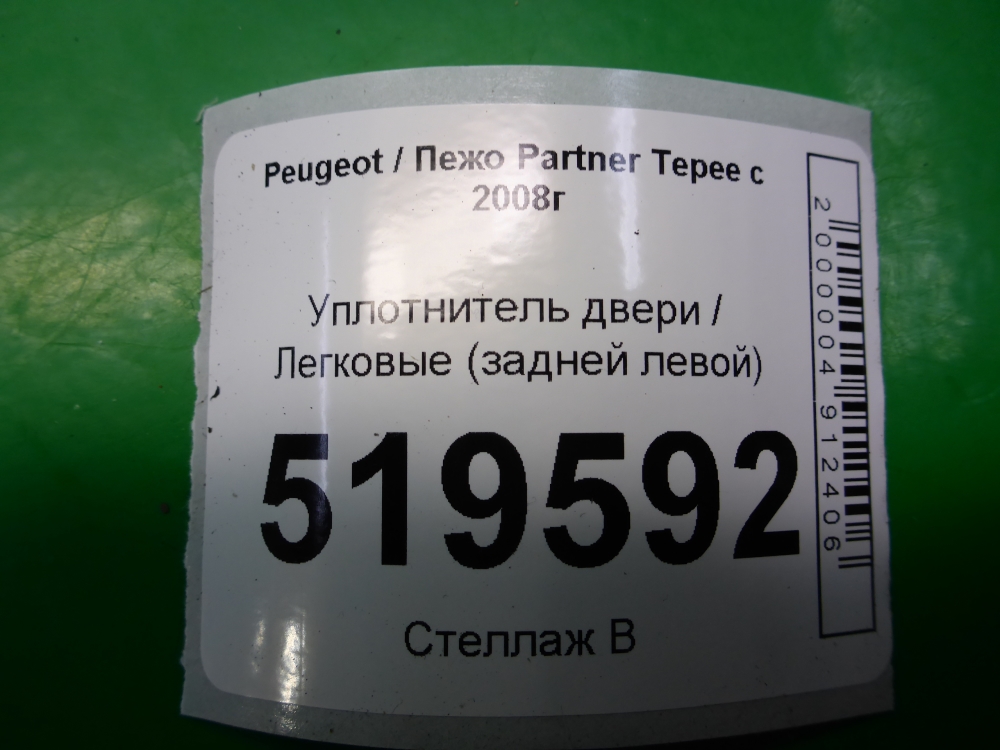 Peugeot / Пежо Partner Tepee с
2008г
Уплотнитель двери /
Легковые (задней левой)
519592
Стеллаж В
2000004912406